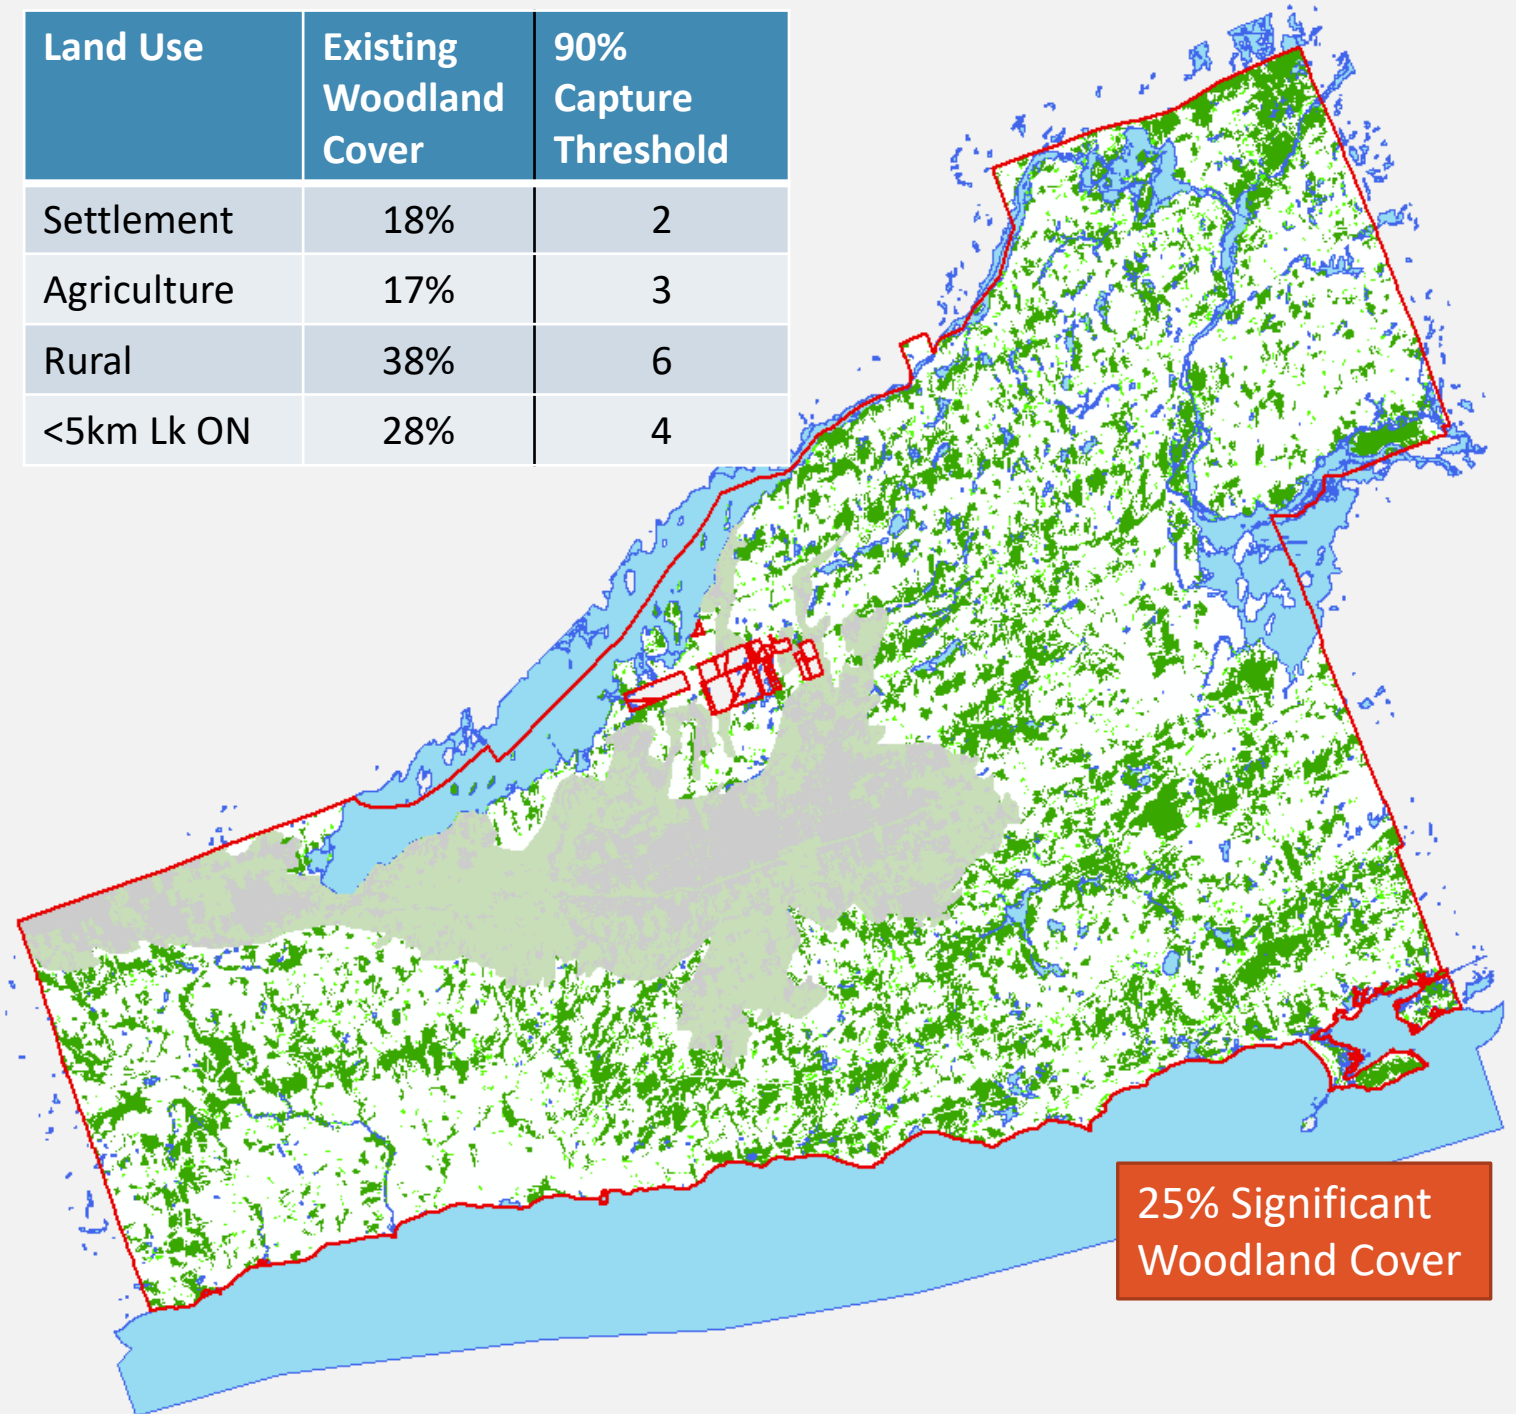 Land Use Existing Woodland Cover 90% Capture Threshold
Settlement 18% 2
Agriculture 17% 3
Rural 38% 6
<5km Lk ON 28% 4
25% Significant
Woodland Cover